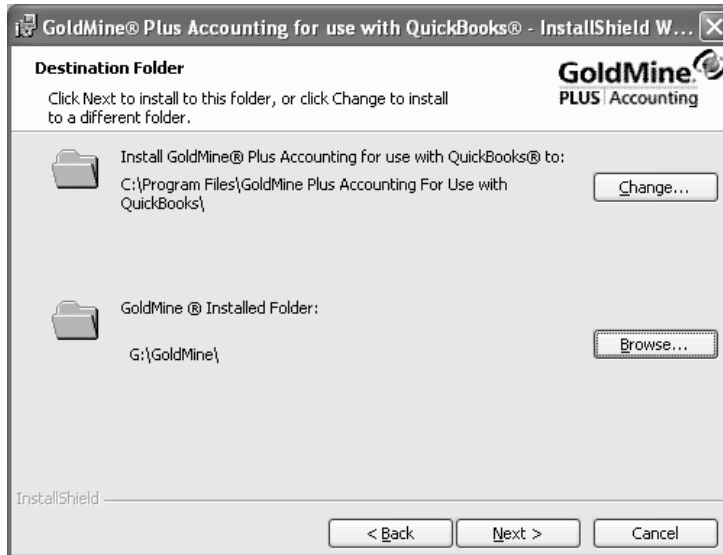 GoldMine® Plus Accounting for use with QuickBooks® - InstallShield W...
Destination Folder
Click Next to install to this folder, or click Change to install
to a different folder.
GoldMine®
PLUS Accounting
Install GoldMine® Plus Accounting for use with QuickBooks® to:
C:\Program Files\GoldMine Plus Accounting For Use with
QuickBooks\
Change...
GoldMine ® Installed Folder:
G:\GoldMine\
Browse...
InstallShield
< Back
Next >
Cancel